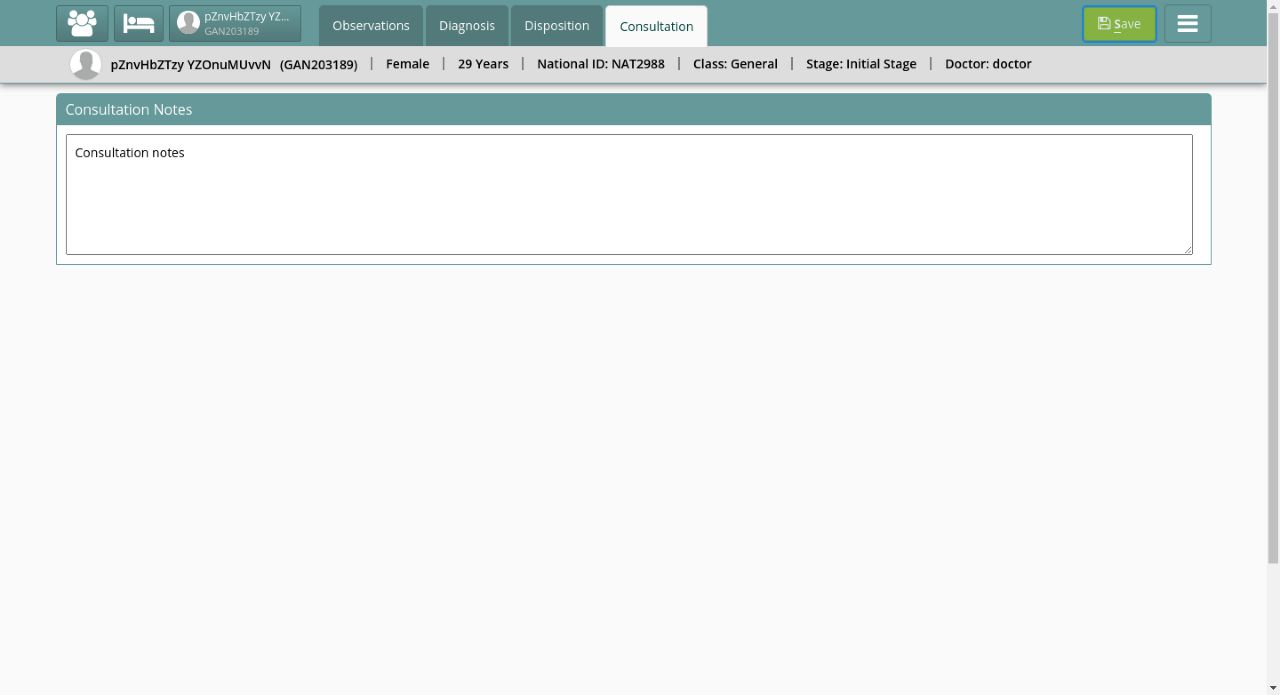 pZnvHbZTzy YZ...
GAN203189
Observations
Diagnosis
Disposition
Consultation
Save
pZnvHbZTzy YZOnuMUvvN (GAN203189) | Female | 29 Years | National ID: NAT2988 | Class: General | Stage: Initial Stage | Doctor: doctor
Consultation Notes
Consultation notes